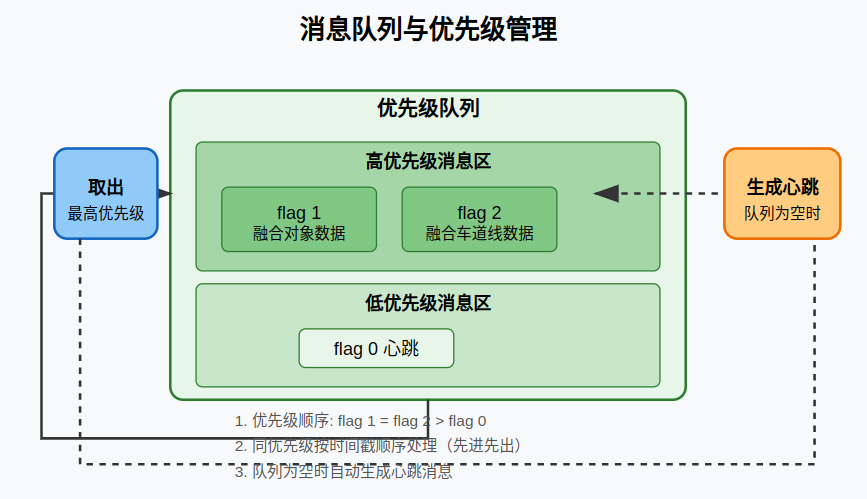 消息队列与优先级管理
优先级队列
高优先级消息区
取出
最高优先级
flag 1
融合对象数据
flag 2
融合车道线数据
生成心跳
队列为空时
低优先级消息区
flag 0 心跳
1. 优先级顺序: flag 1 = flag 2 > flag 0
2. 同优先级按时间戳顺序处理（先进先出）
3. 队列为空时自动生成心跳消息